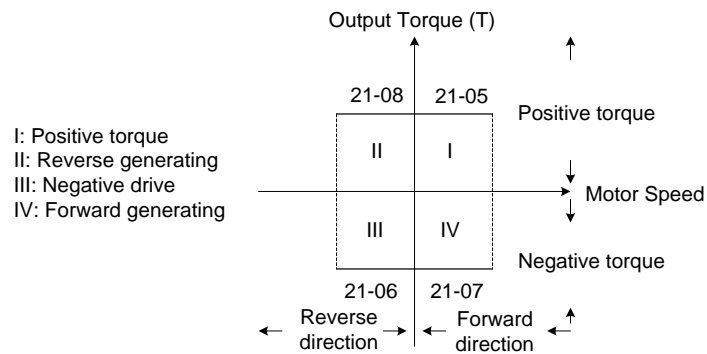 Output Torque (T)
21-08
21-05
Positive torque
I: Positive torque
II: Reverse generating
III: Negative drive
IV: Forward generating
II
I
Motor Speed
III
IV
Negative torque
21-06
21-07
Reverse
direction
Forward
direction